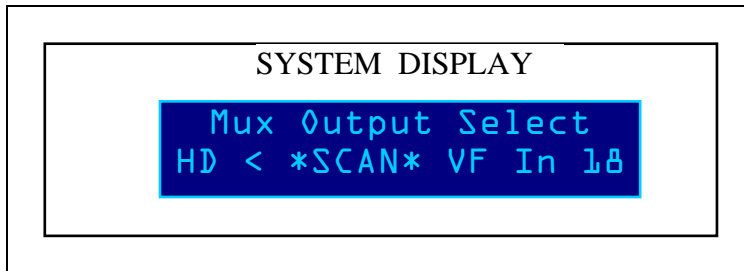 SYSTEM DISPLAY
Mux Output Select
HD < *SCAN* VF In 18